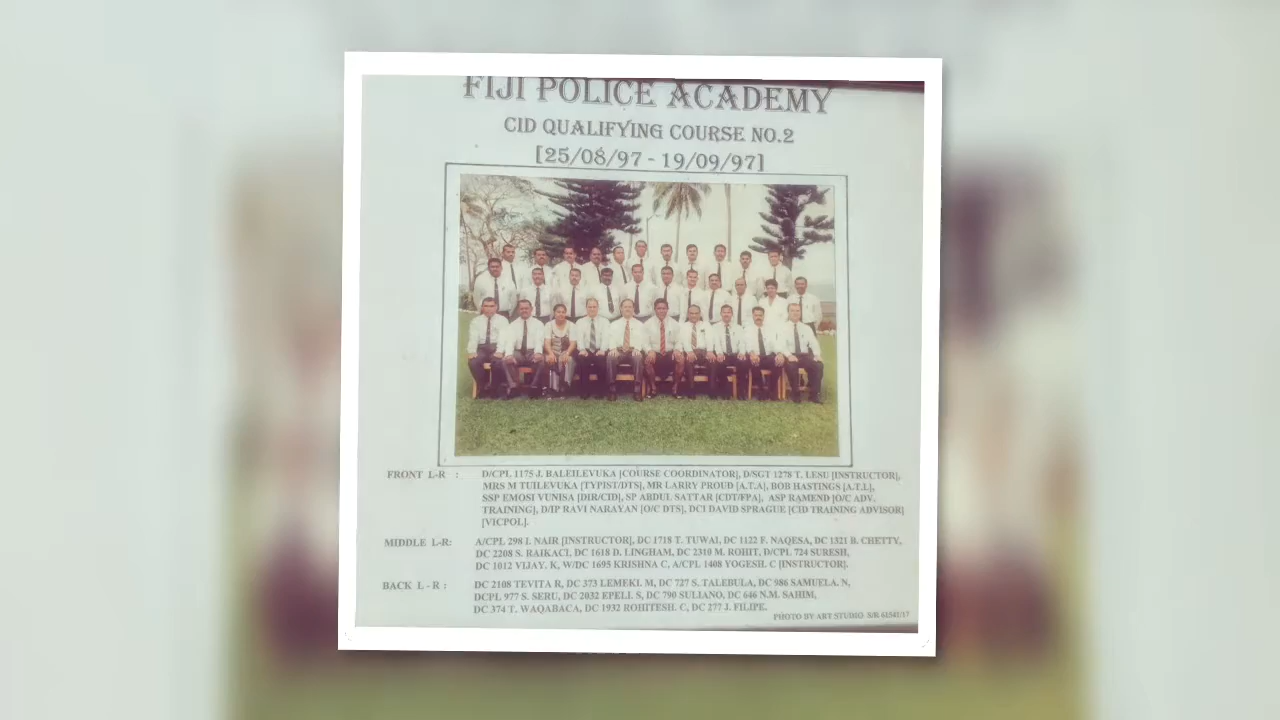 FIJI POLICE ACADEMY
CID QUALIFYING COURSE NO.2
[25/08/97 - 19/09/97]
FRONT L-R : D/CPL 1175 J. BALEILEVUKA [COURSE COORDINATOR], D/SGT 1278 T. LESU [INSTRUCTOR],
MRS M TUILEVUKA [TYPIST/DTS], MR LARRY PROUD [A.T.A], BOB HASTINGS [A.T.L],
SSP EMOSI VUNISA [DIR/CID], SP ABDUL SATTAR [CDT/FPA], ASP RAMEND [O/C ADV.
TRAINING], D/IP RAVI NARAYAN [O/C DTS], DCI DAVID SPRAGUE [CID TRAINING ADVISOR]
[VICPOL].
MIDDLE L-R: A/CPL 298 I. NAIR [INSTRUCTOR], DC 1718 T. TUWAI, DC 1122 F. NAQESA, DC 1321 B. CHETTY,
DC 2208 S. RAIKACI, DC 1618 D. LINGHAM, DC 2310 M. ROHIT, D/CPL 724 SURESH,
DC 1012 VIJAY. K, W/DC 1695 KRISHNA C, A/CPL 1408 YOGESH. C [INSTRUCTOR].
BACK L - R : DC 2108 TEVITA R, DC 373 LEMEKI. M, DC 727 S. TALEBULA, DC 986 SAMUELA. N,
DCPL 977 S. SERU, DC 2032 EPELI. S, DC 790 SULIANO, DC 646 N.M. SAHIM,
DC 374 T. WAQABACA, DC 1932 ROHITESH. C, DC 277 J. FILIPE.
PHOTO BY ART STUDIO